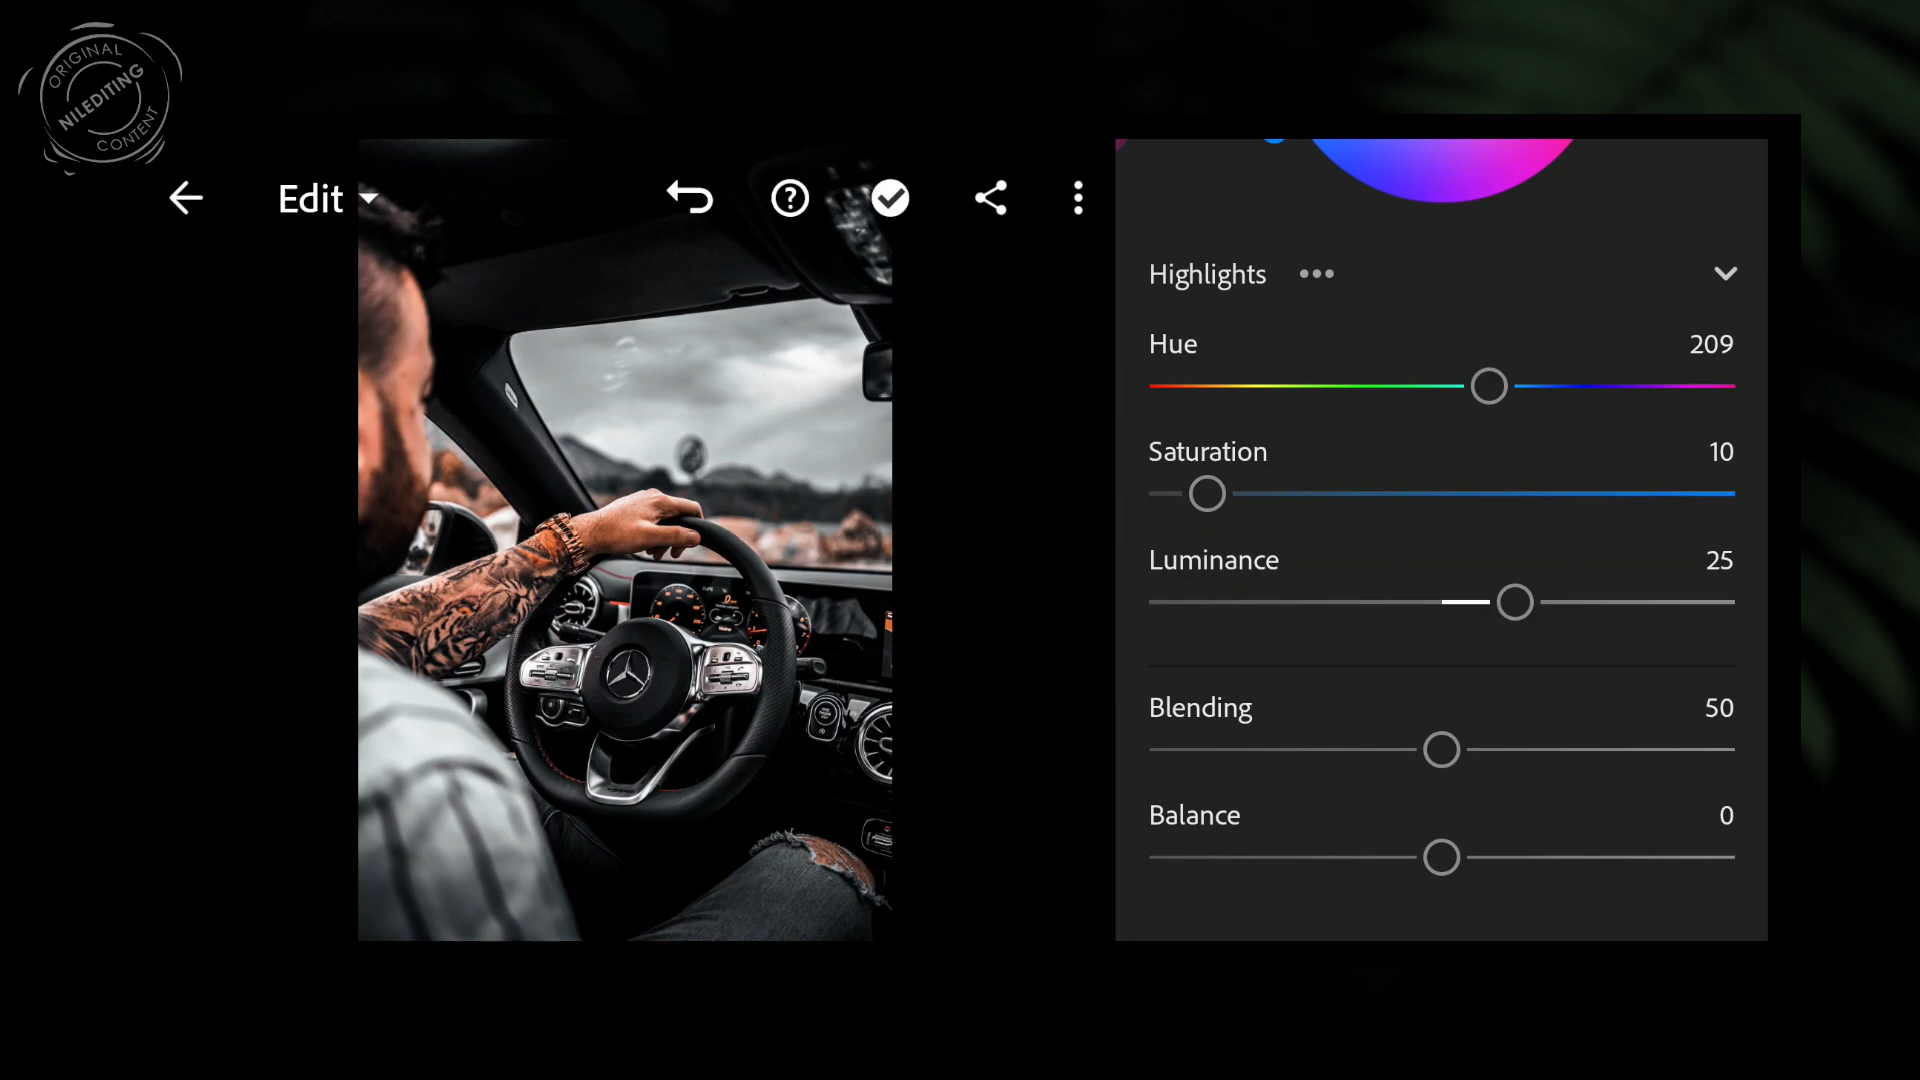 ORIGINAL
NILEDITING
CONTENT
Edit
Highlights
Hue
209
Saturation
10
Luminance
25
Blending
50
Balance
0